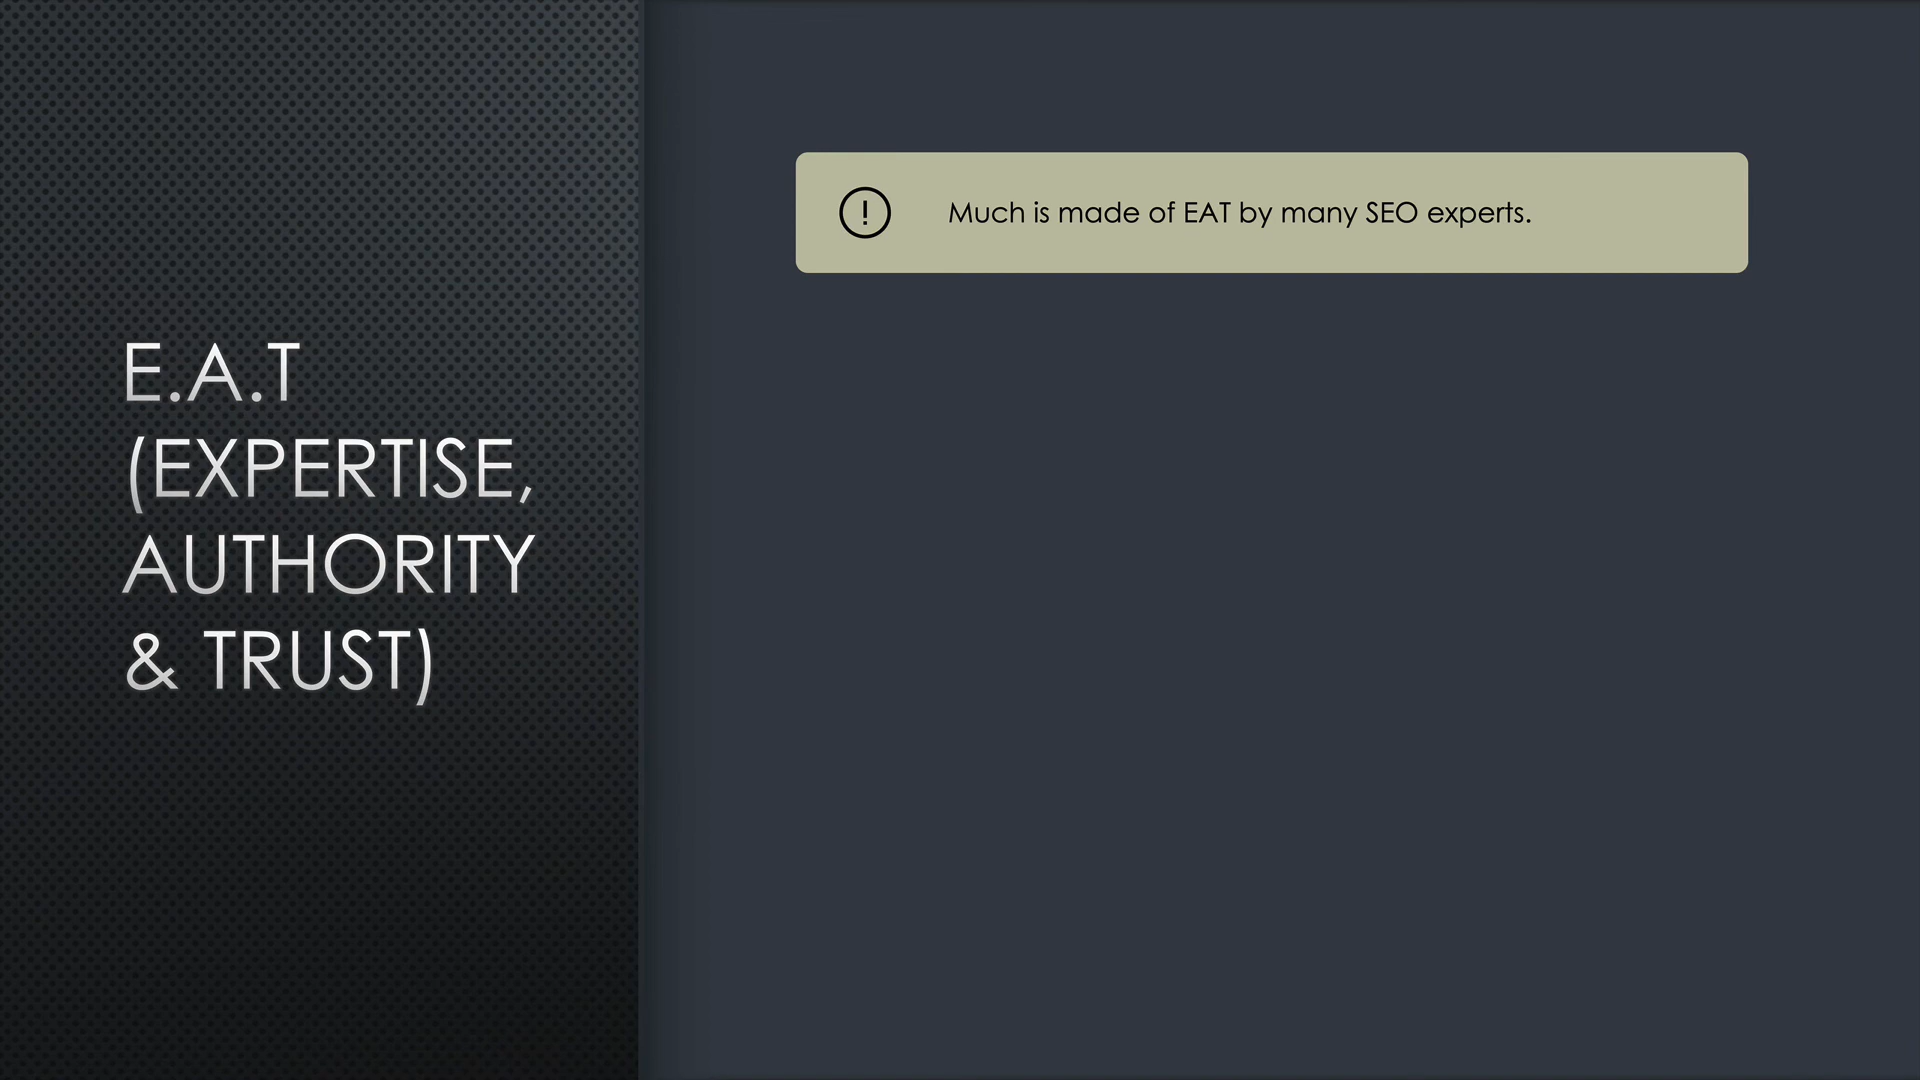 E.A.T
(EXPERTISE,
AUTHORITY
& TRUST)
Much is made of EAT by many SEO experts.